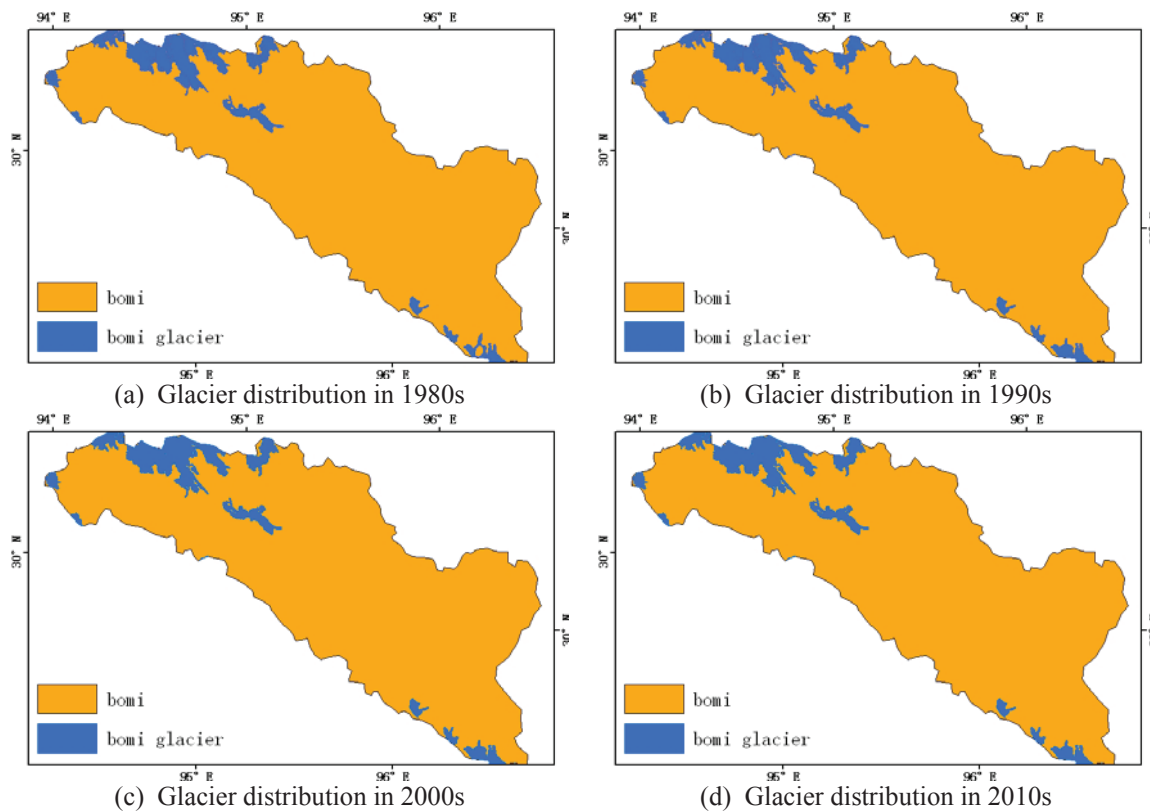 94° E 95° E 96° E 94° E 95° E 96° E
30° N 30° N
30° N
bomi bomi
bomi glacier bomi glacier
95° E 96° E 95° E 96° E
(a) Glacier distribution in 1980s (b) Glacier distribution in 1990s
94° E 95° E 96° E 94° E 95° E 96° E
30° N 30° N
30° N
bomi bomi
bomi glacier bomi glacier
95° E 96° E 95° E 96° E
(c) Glacier distribution in 2000s (d) Glacier distribution in 2010s